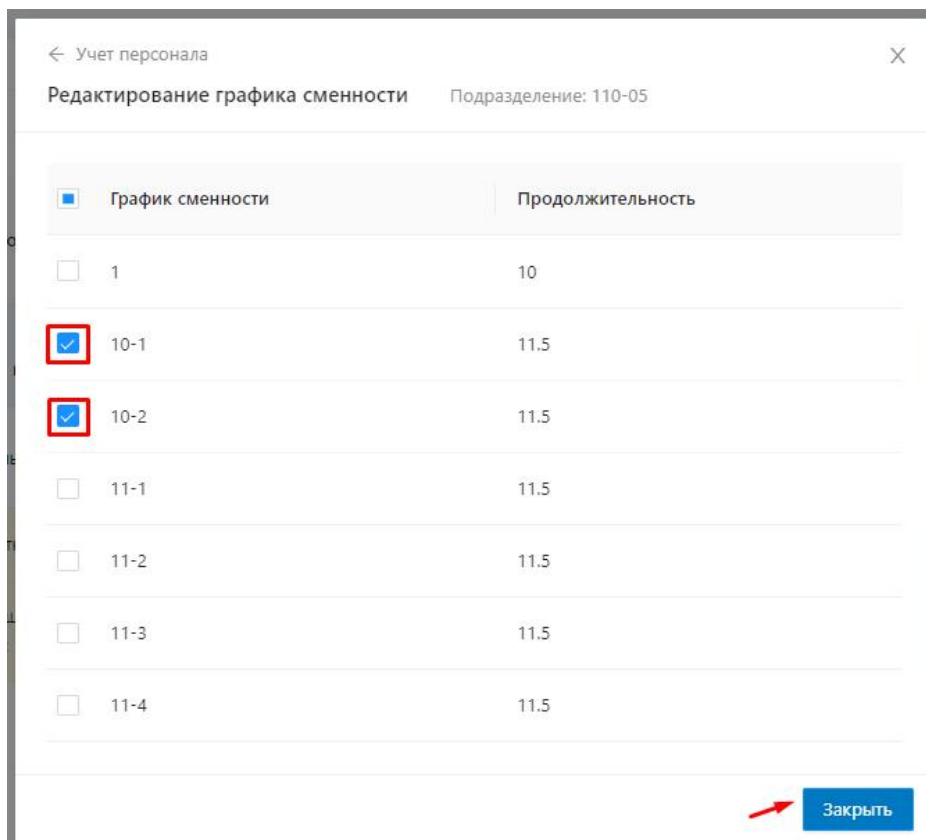 ← Учет персонала
Редактирование графика сменности Подразделение: 110-05
График сменности Продолжительность
1 10
10-1 11.5
10-2 11.5
11-1 11.5
11-2 11.5
11-3 11.5
11-4 11.5
Закрыть